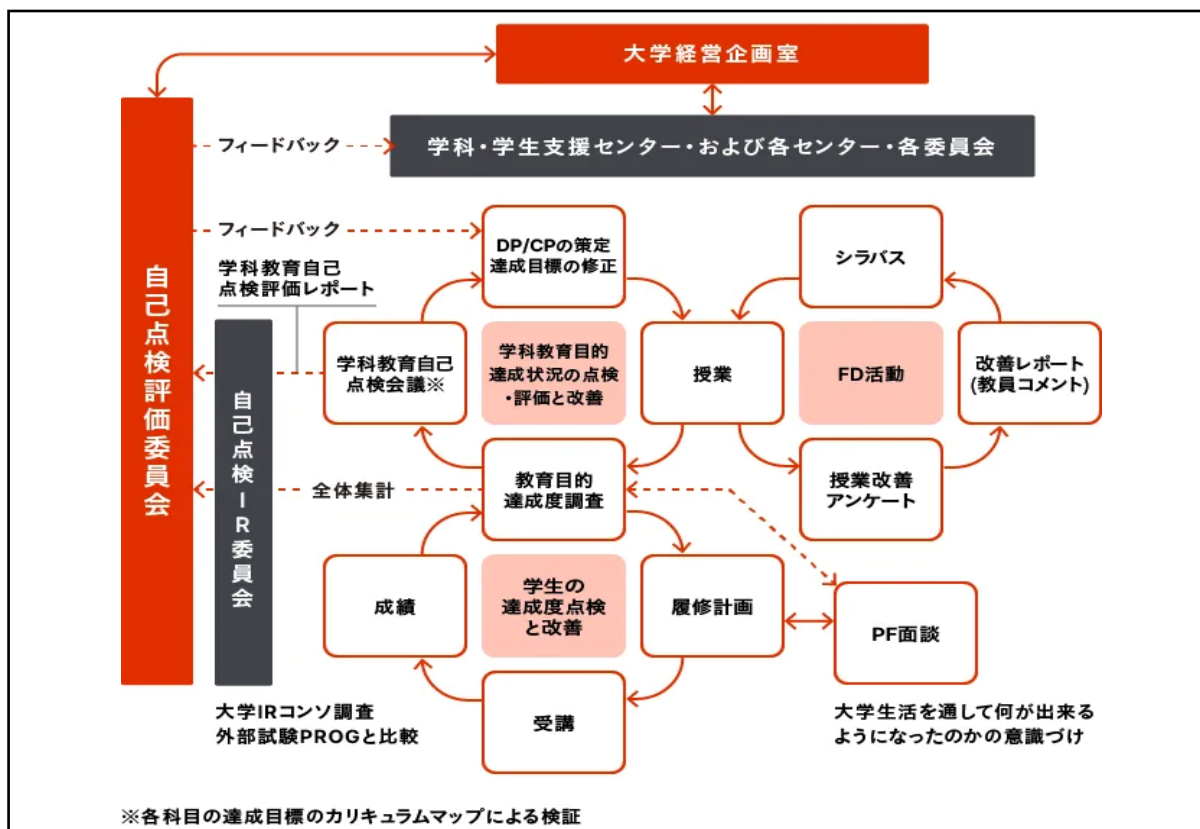 大学経営企画室
フィードバック
学科・学生支援センター・および各センター・各委員会
フィードバック
自己点検評価委員会
学科教育自己
点検評価レポート
自己点検IR委員会
DP/CPの策定
達成目標の修正
シラバス
学科教育自己
点検会議※
学科教育目的
達成状況の点検
・評価と改善
授業
FD活動
改善レポート
(教員コメント)
全体集計
教育目的
達成度調査
授業改善
アンケート
成績
学生の
達成度点検
と改善
履修計画
PF面談
受講
大学IRコンソ調査
外部試験PROGと比較
大学生活を通して何が出来る
ようになったのかの意識づけ
※各科目の達成目標のカリキュラムマップによる検証